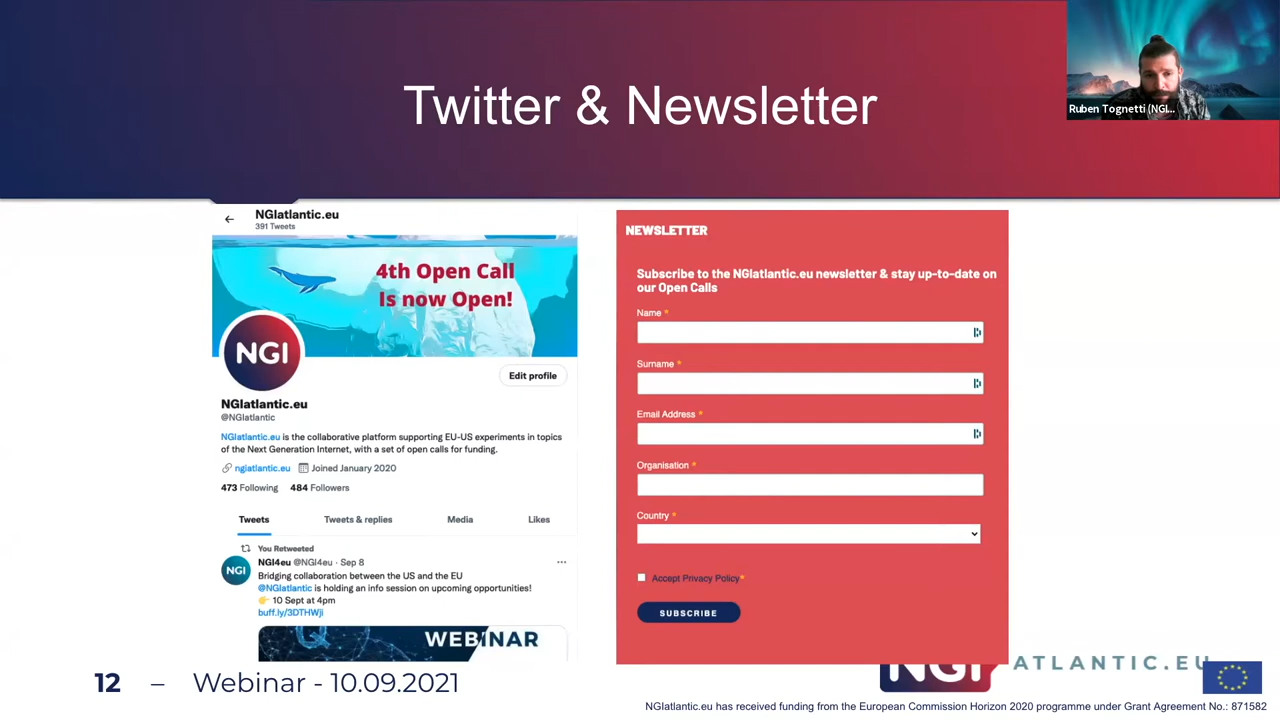 Twitter & Newsletter
Ruben Tognetti (NGI...
NGIatlantic.eu
391 Tweets
4th Open Call
Is now Open!
NGI
Edit profile
NGIatlantic.eu
@NGIatlantic
NGIatlantic.eu is the collaborative platform supporting EU-US experiments in topics
of the Next Generation Internet, with a set of open calls for funding.
ngiatlantic.eu Joined January 2020
473 Following 484 Followers
Tweets Tweets & replies Media Likes
You Retweeted
NGI4eu @NGI4eu · Sep 8
NGI
Bridging collaboration between the US and the EU
@NGIatlantic is holding an info session on upcoming opportunities!
👉 10 Sept at 4pm
buff.ly/3DTHWji
WEBINAR
NEWSLETTER
Subscribe to the NGIatlantic.eu newsletter & stay up-to-date on
our Open Calls
Name *
Surname *
Email Address *
Organisation *
Country *
Accept Privacy Policy*
SUBSCRIBE
12 – Webinar - 10.09.2021
NGI ATLANTIC.EU
NGIatlantic.eu has received funding from the European Commission Horizon 2020 programme under Grant Agreement No.: 871582